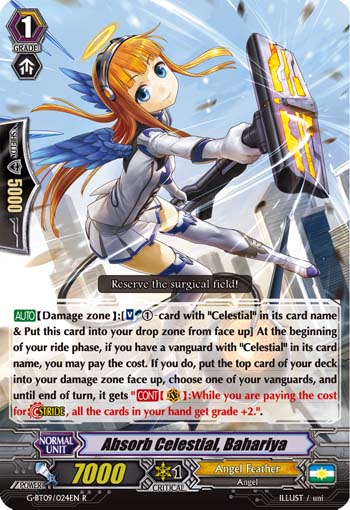 1
GRADE
SHIELD
5000
Reserve the surgical field!
AUTO【Damage zone】:[V ① card with "Celestial" in its card name
& Put this card into your drop zone from face up] At the beginning
of your ride phase, if you have a vanguard with "Celestial" in its card
name, you may pay the cost. If you do, put the top card of your deck
into your damage zone face up, choose one of your vanguards, and
until end of turn, it gets "CONT【 】:While you are paying the cost
for STRIDE, all the cards in your hand get grade +2.".
NORMAL
UNIT
Absorb Celestial, Bahariya
POWER
7000
1
CRITICAL
Angel Feather
Angel
G-BT09/024EN R
ILLUST / uni